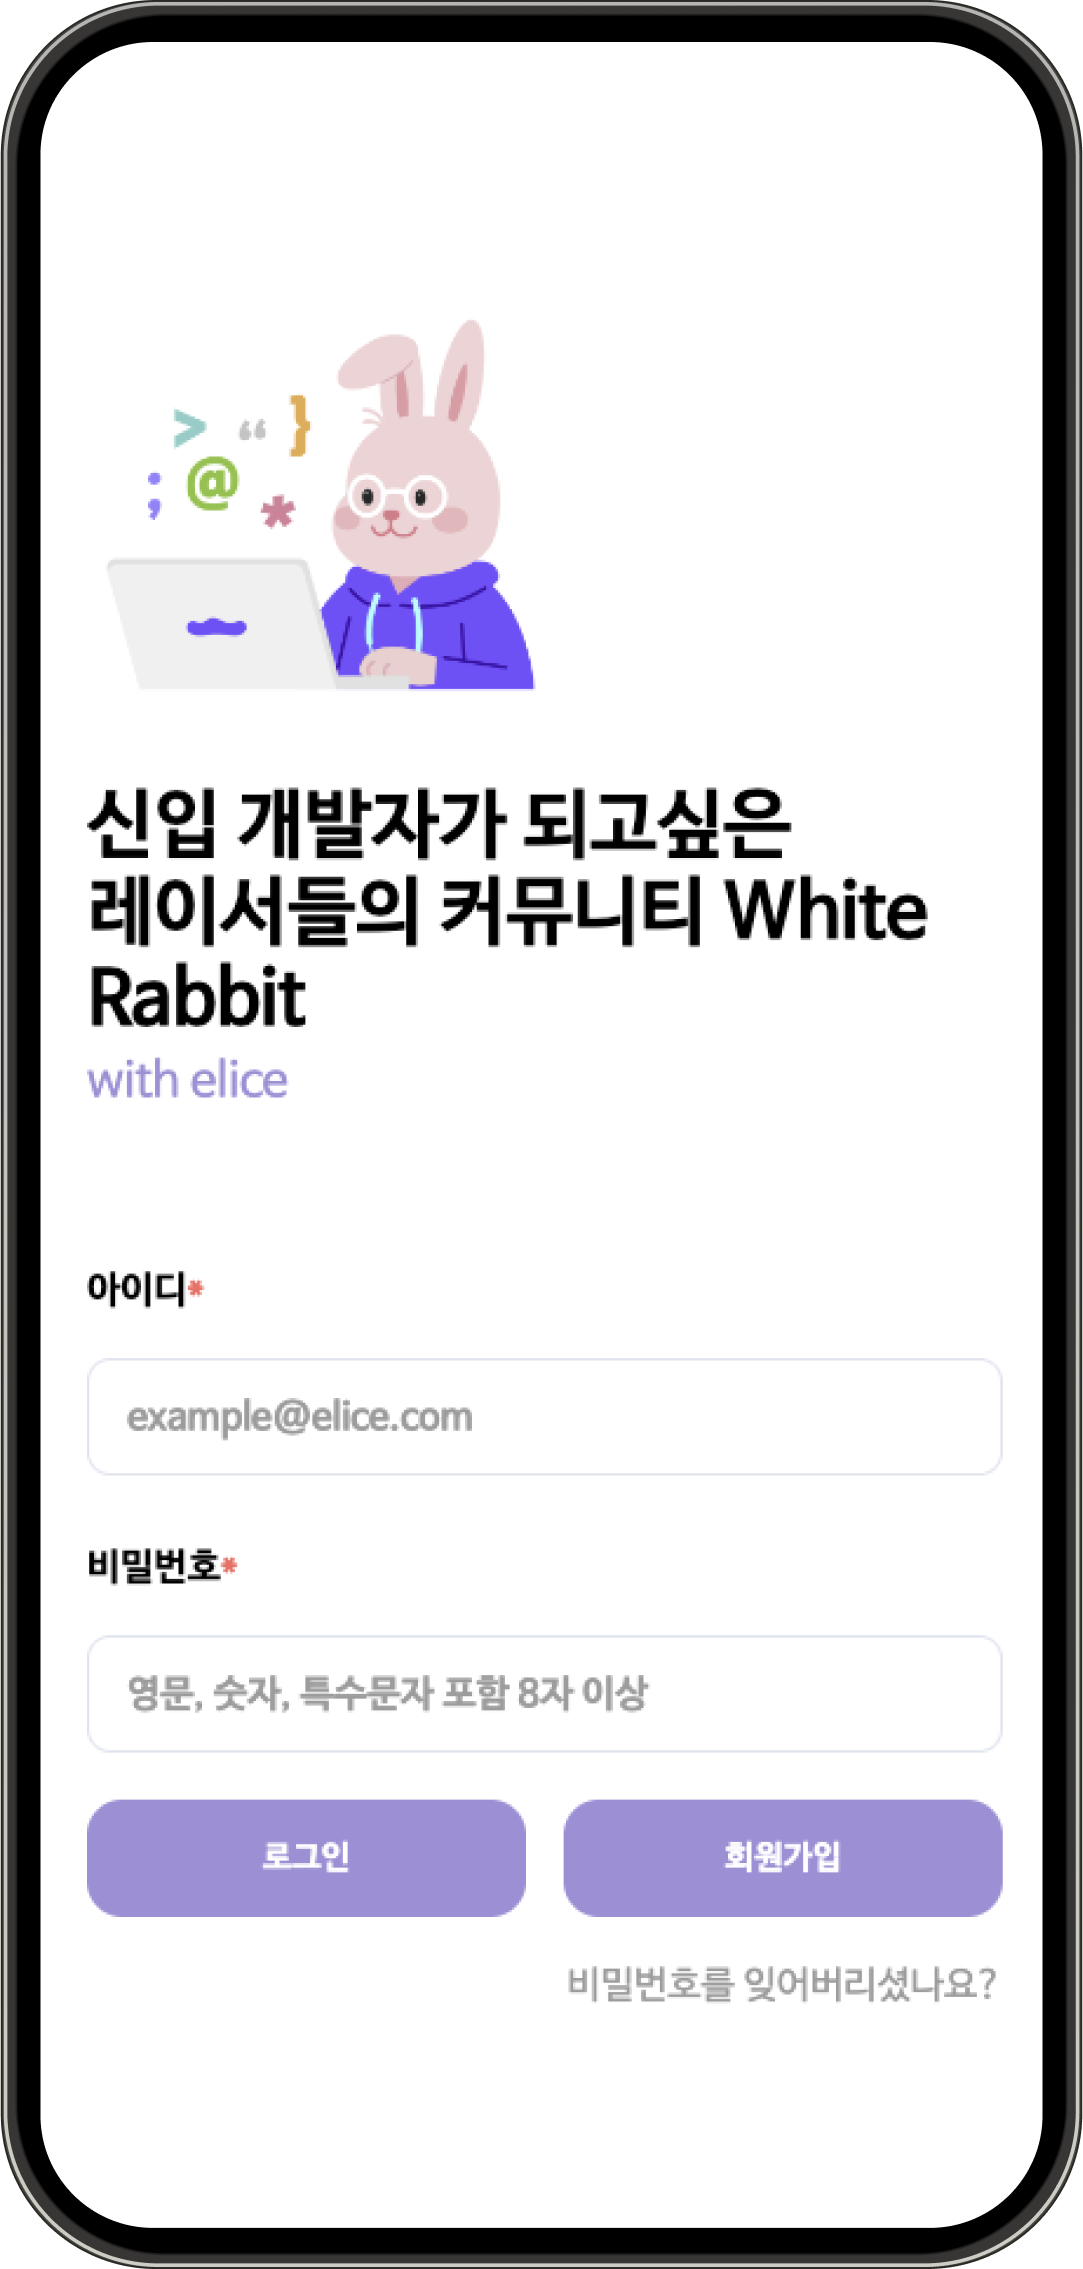 > “ }
; @ *
신입 개발자가 되고싶은
레이서들의 커뮤니티 White
Rabbit
with elice
아이디*
example@elice.com
비밀번호*
영문, 숫자, 특수문자 포함 8자 이상
로그인 회원가입
비밀번호를 잊어버리셨나요?